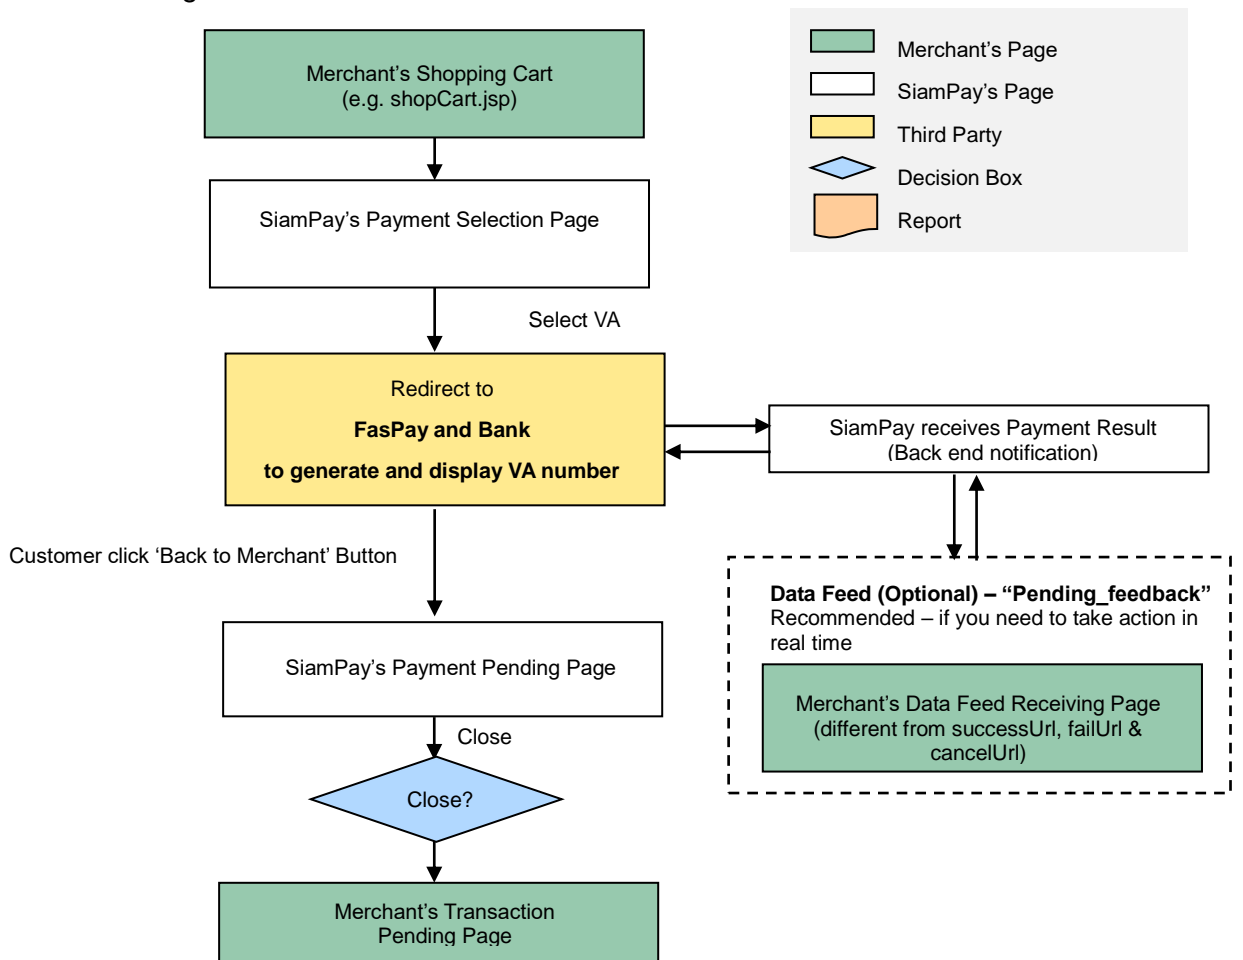 Merchant's Shopping Cart
(e.g. shopCart.jsp)
Merchant's Page
SiamPay's Page
Third Party
Decision Box
Report
SiamPay's Payment Selection Page
Select VA
Redirect to
FasPay and Bank
to generate and display VA number
SiamPay receives Payment Result
(Back end notification)
Customer click ‘Back to Merchant’ Button
Data Feed (Optional) – “Pending_feedback”
Recommended – if you need to take action in
real time
Merchant's Data Feed Receiving Page
(different from successUrl, failUrl &
cancelUrl)
SiamPay's Payment Pending Page
Close
Close?
Merchant's Transaction
Pending Page